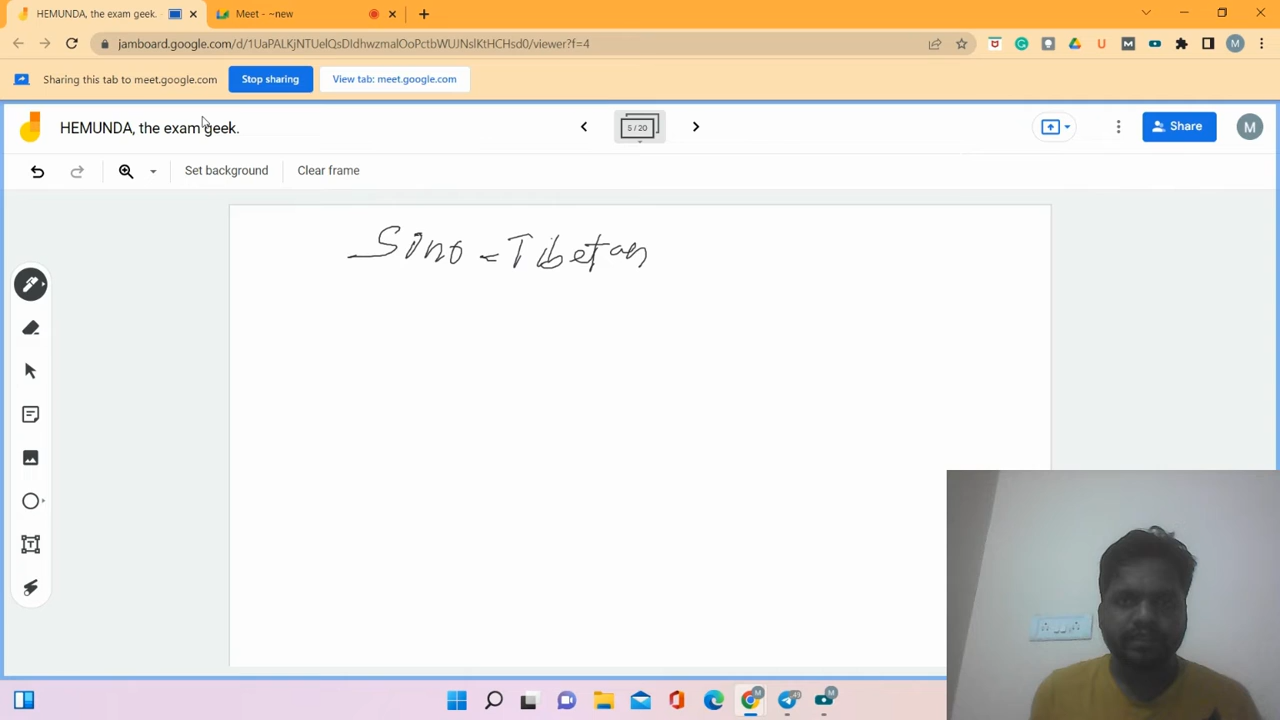 HEMUNDA, the exam geek.
Meet - ~new
jamboard.google.com/d/1UaPALKjNTUelQsDIdhwzmalOoPctbWUJNslKtHCHsd0/viewer?f=4
Sharing this tab to meet.google.com
Stop sharing
View tab: meet.google.com
HEMUNDA, the exam geek.
5 / 20
Share
M
Set background
Clear frame
Sino - Tibetan